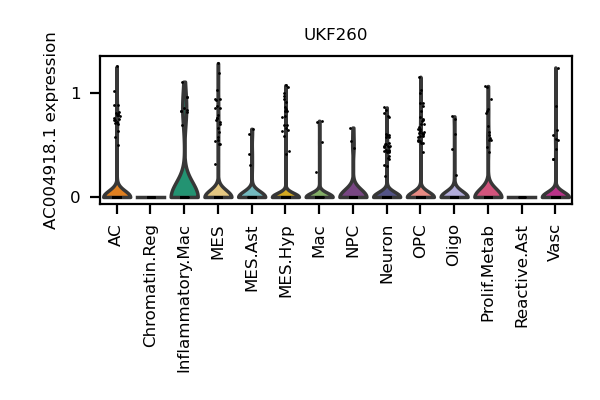 UKF260
AC004918.1 expression
1
0
AC
Chromatin.Reg
Inflammatory.Mac
MES
MES.Ast
MES.Hyp
Mac
NPC
Neuron
OPC
Oligo
Prolif.Metab
Reactive.Ast
Vasc